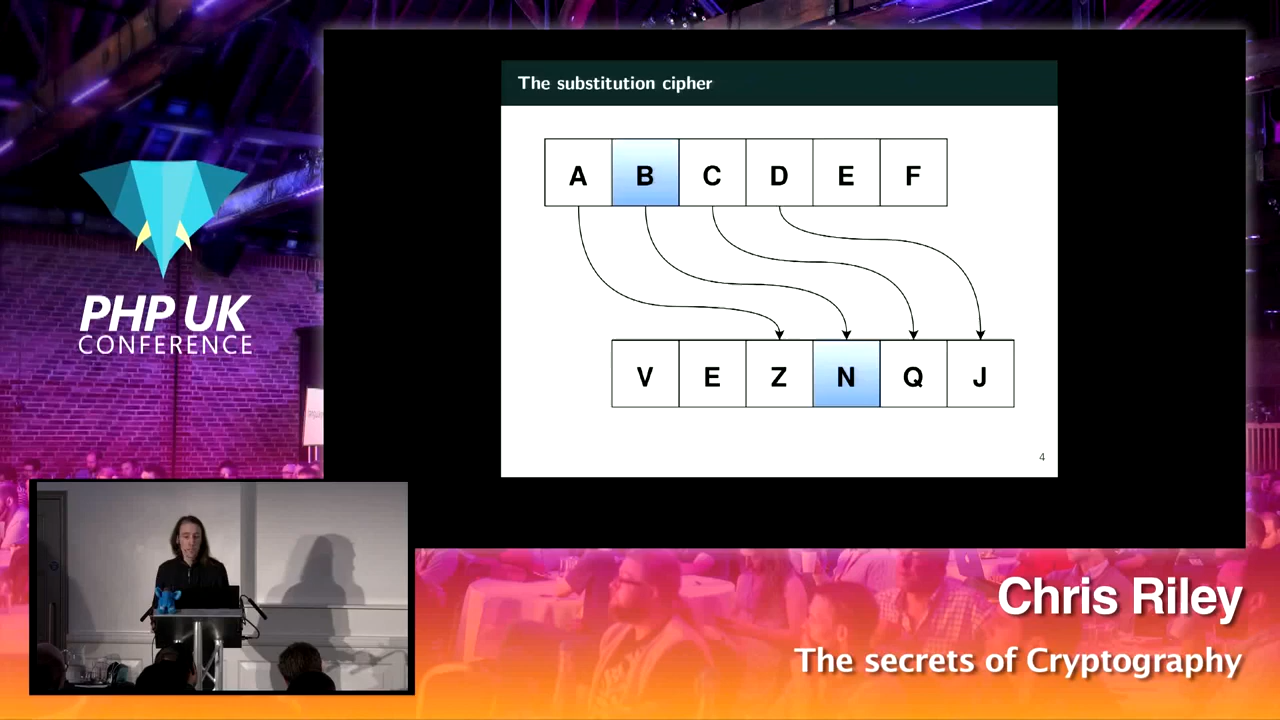 The substitution cipher
A B C D E F
V E Z N Q J
4
PHP UK
CONFERENCE
Chris Riley
The secrets of Cryptography